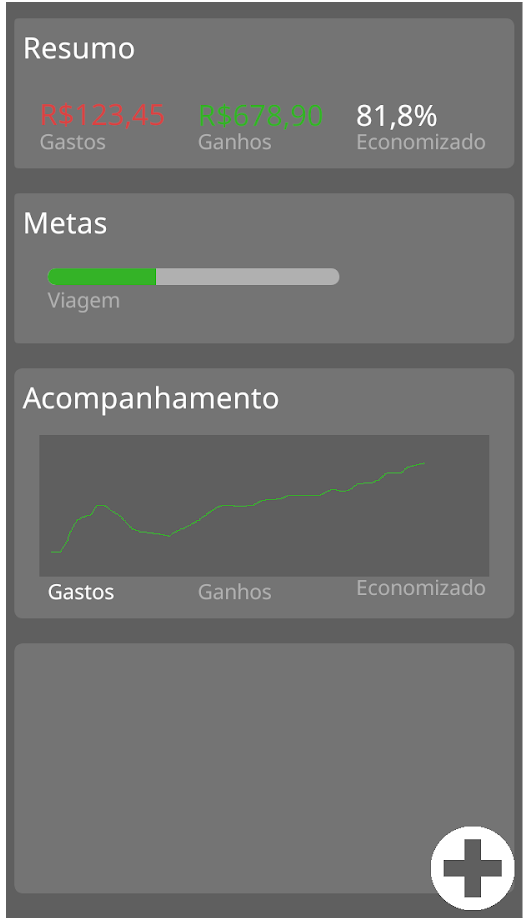 Resumo
R$123,45 R$678,90 81,8%
Gastos Ganhos Economizado
Metas
Viagem
Acompanhamento
Gastos Ganhos Economizado